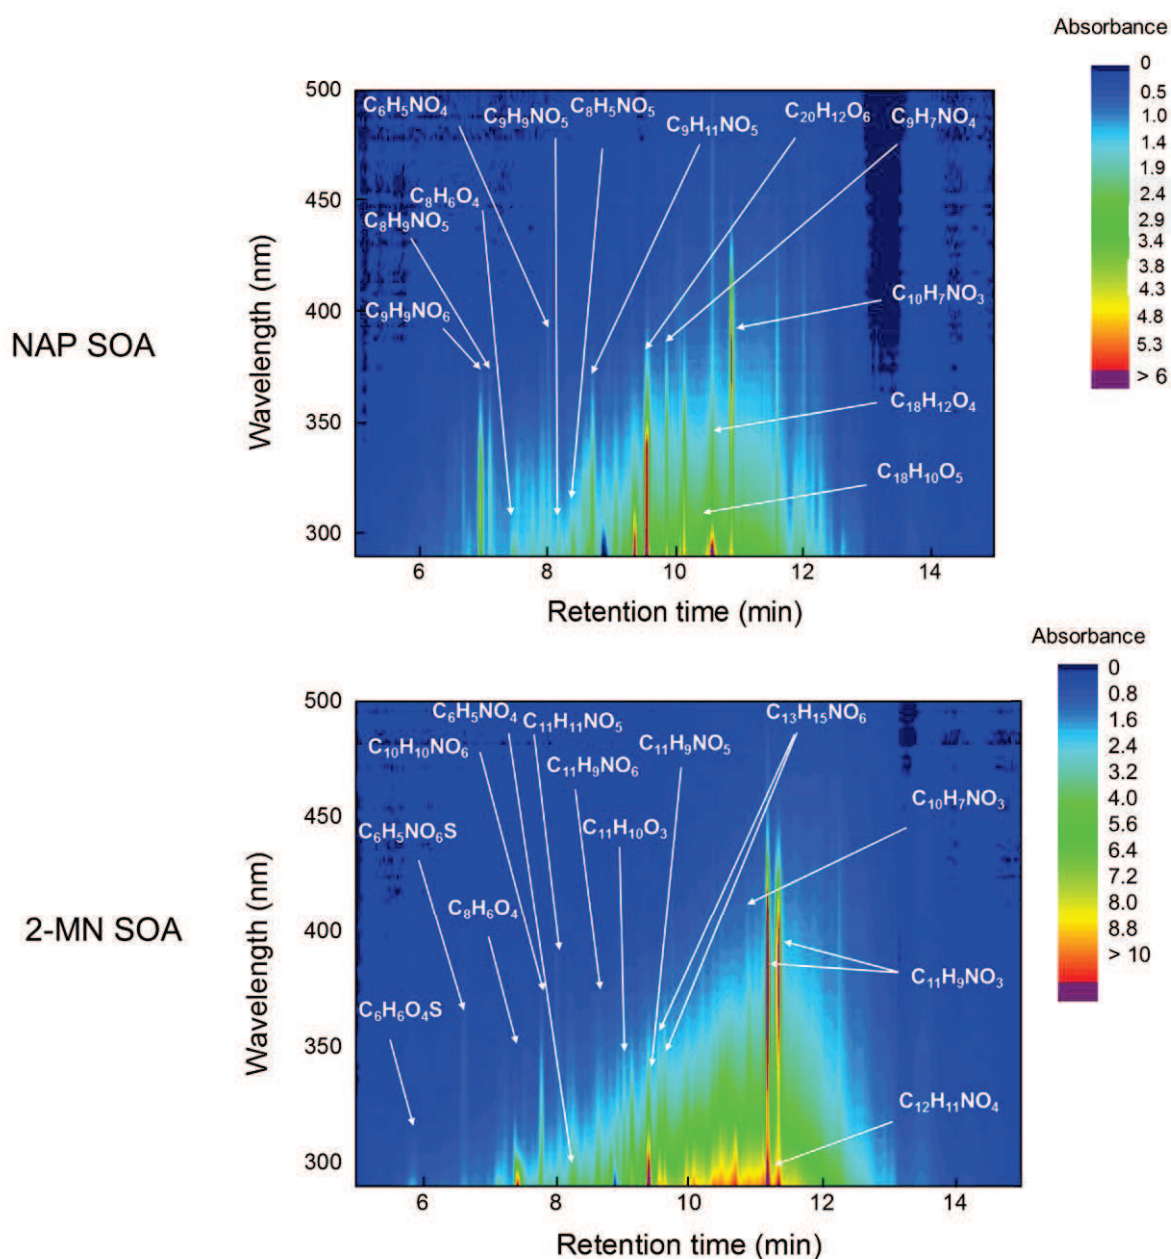 Absorbance
0
0.5
1.0
1.4
1.9
2.4
2.9
3.4
3.8
4.3
4.8
5.3
> 6
500
450
400
350
300
Wavelength (nm)
NAP SOA
C₆H₅NO₄
C₉H₉NO₅
C₈H₅NO₅
C₉H₁₁NO₅
C₂₀H₁₂O₆
C₉H₇NO₄
C₈H₆O₄
C₈H₉NO₅
C₉H₉NO₆
C₁₀H₇NO₃
C₁₈H₁₂O₄
C₁₈H₁₀O₅
6 8 10 12 14
Retention time (min)
Absorbance
0
0.8
1.6
2.4
3.2
4.0
5.6
6.4
7.2
8.0
8.8
> 10
500
450
400
350
300
Wavelength (nm)
2-MN SOA
C₆H₅NO₄
C₁₁H₁₁NO₅
C₁₃H₁₅NO₆
C₁₀H₁₀NO₆
C₁₁H₉NO₆
C₁₁H₉NO₅
C₁₀H₇NO₃
C₆H₅NO₆S
C₁₁H₁₀O₃
C₈H₆O₄
C₆H₆O₄S
C₁₁H₉NO₃
C₁₂H₁₁NO₄
6 8 10 12 14
Retention time (min)